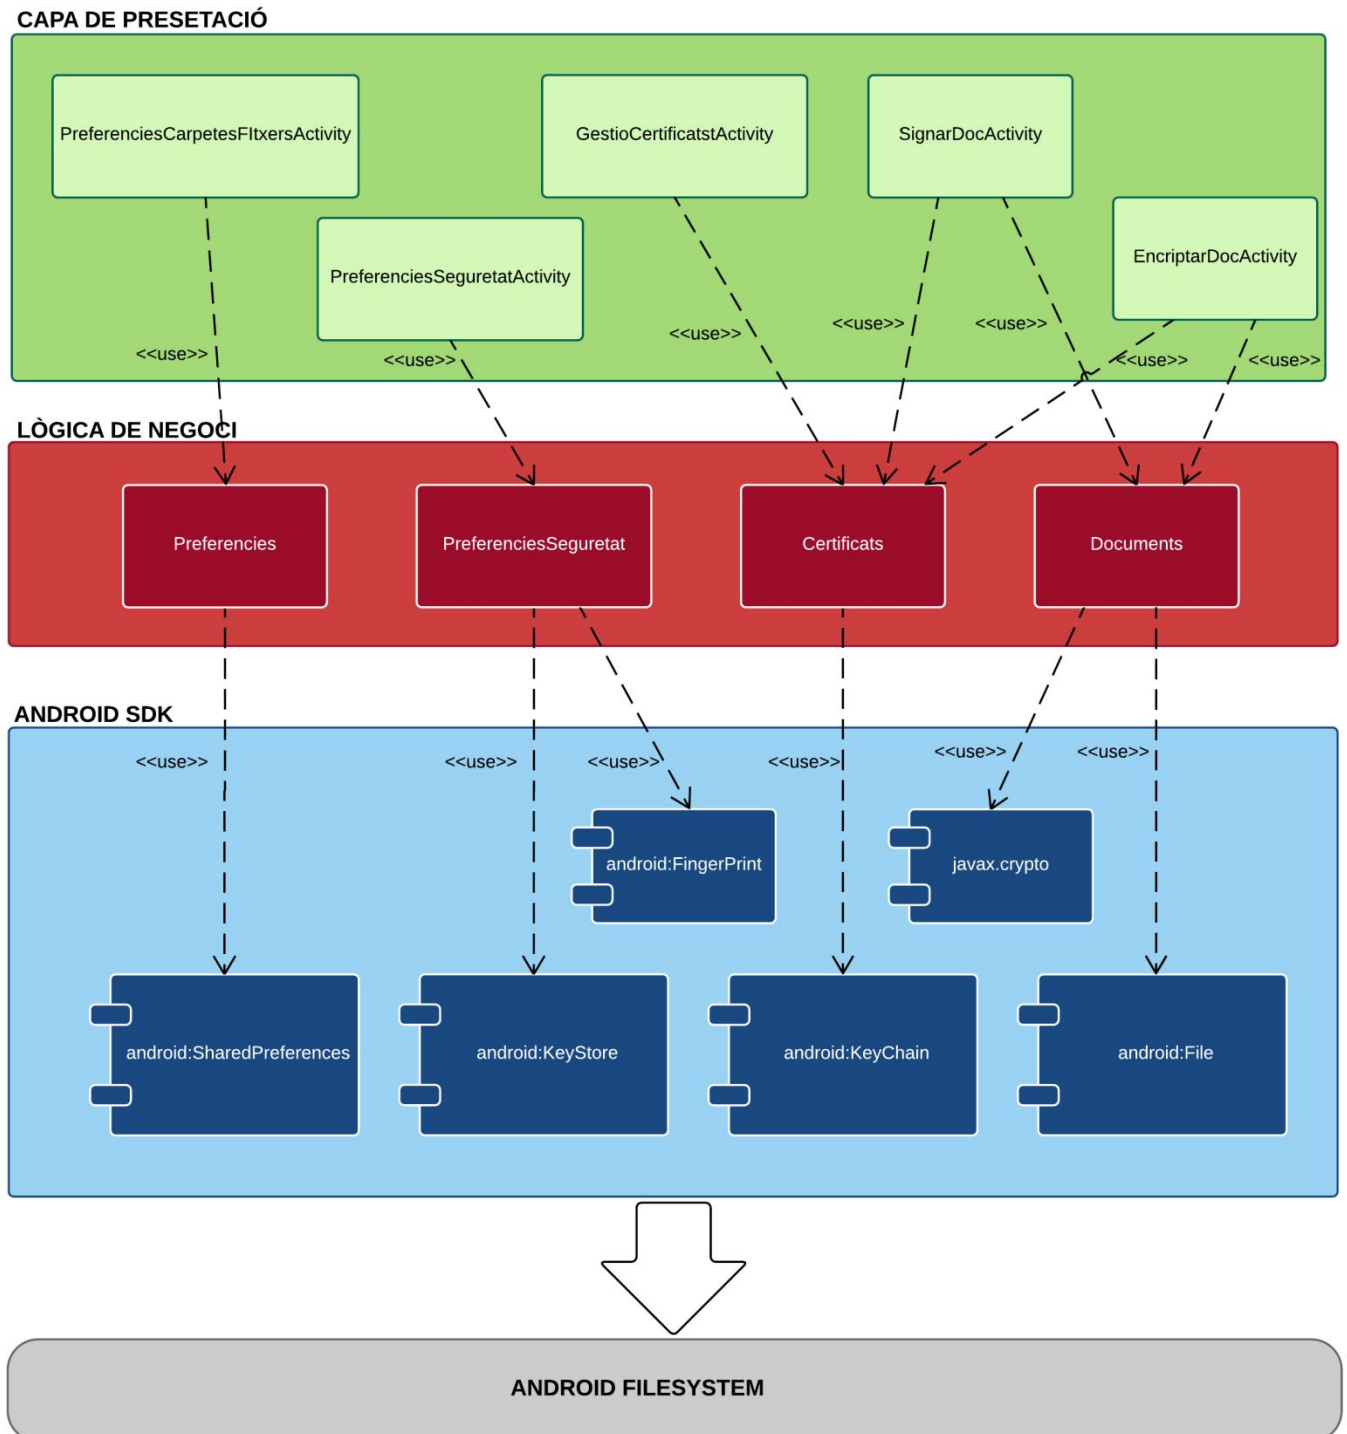 CAPA DE PRESETACIÓ
PreferenciesCarpetesFItxersActivity
GestioCertificatstActivity
SignarDocActivity
PreferenciesSeguretatActivity
EncriptarDocActivity
<<use>>
<<use>>
<<use>>
<<use>>
<<use>>
<<use>>
<<use>>
LÒGICA DE NEGOCI
Preferencies
PreferenciesSeguretat
Certificats
Documents
ANDROID SDK
<<use>>
<<use>>
<<use>>
<<use>>
<<use>>
<<use>>
android:FingerPrint
javax.crypto
android:SharedPreferences
android:KeyStore
android:KeyChain
android:File
ANDROID FILESYSTEM